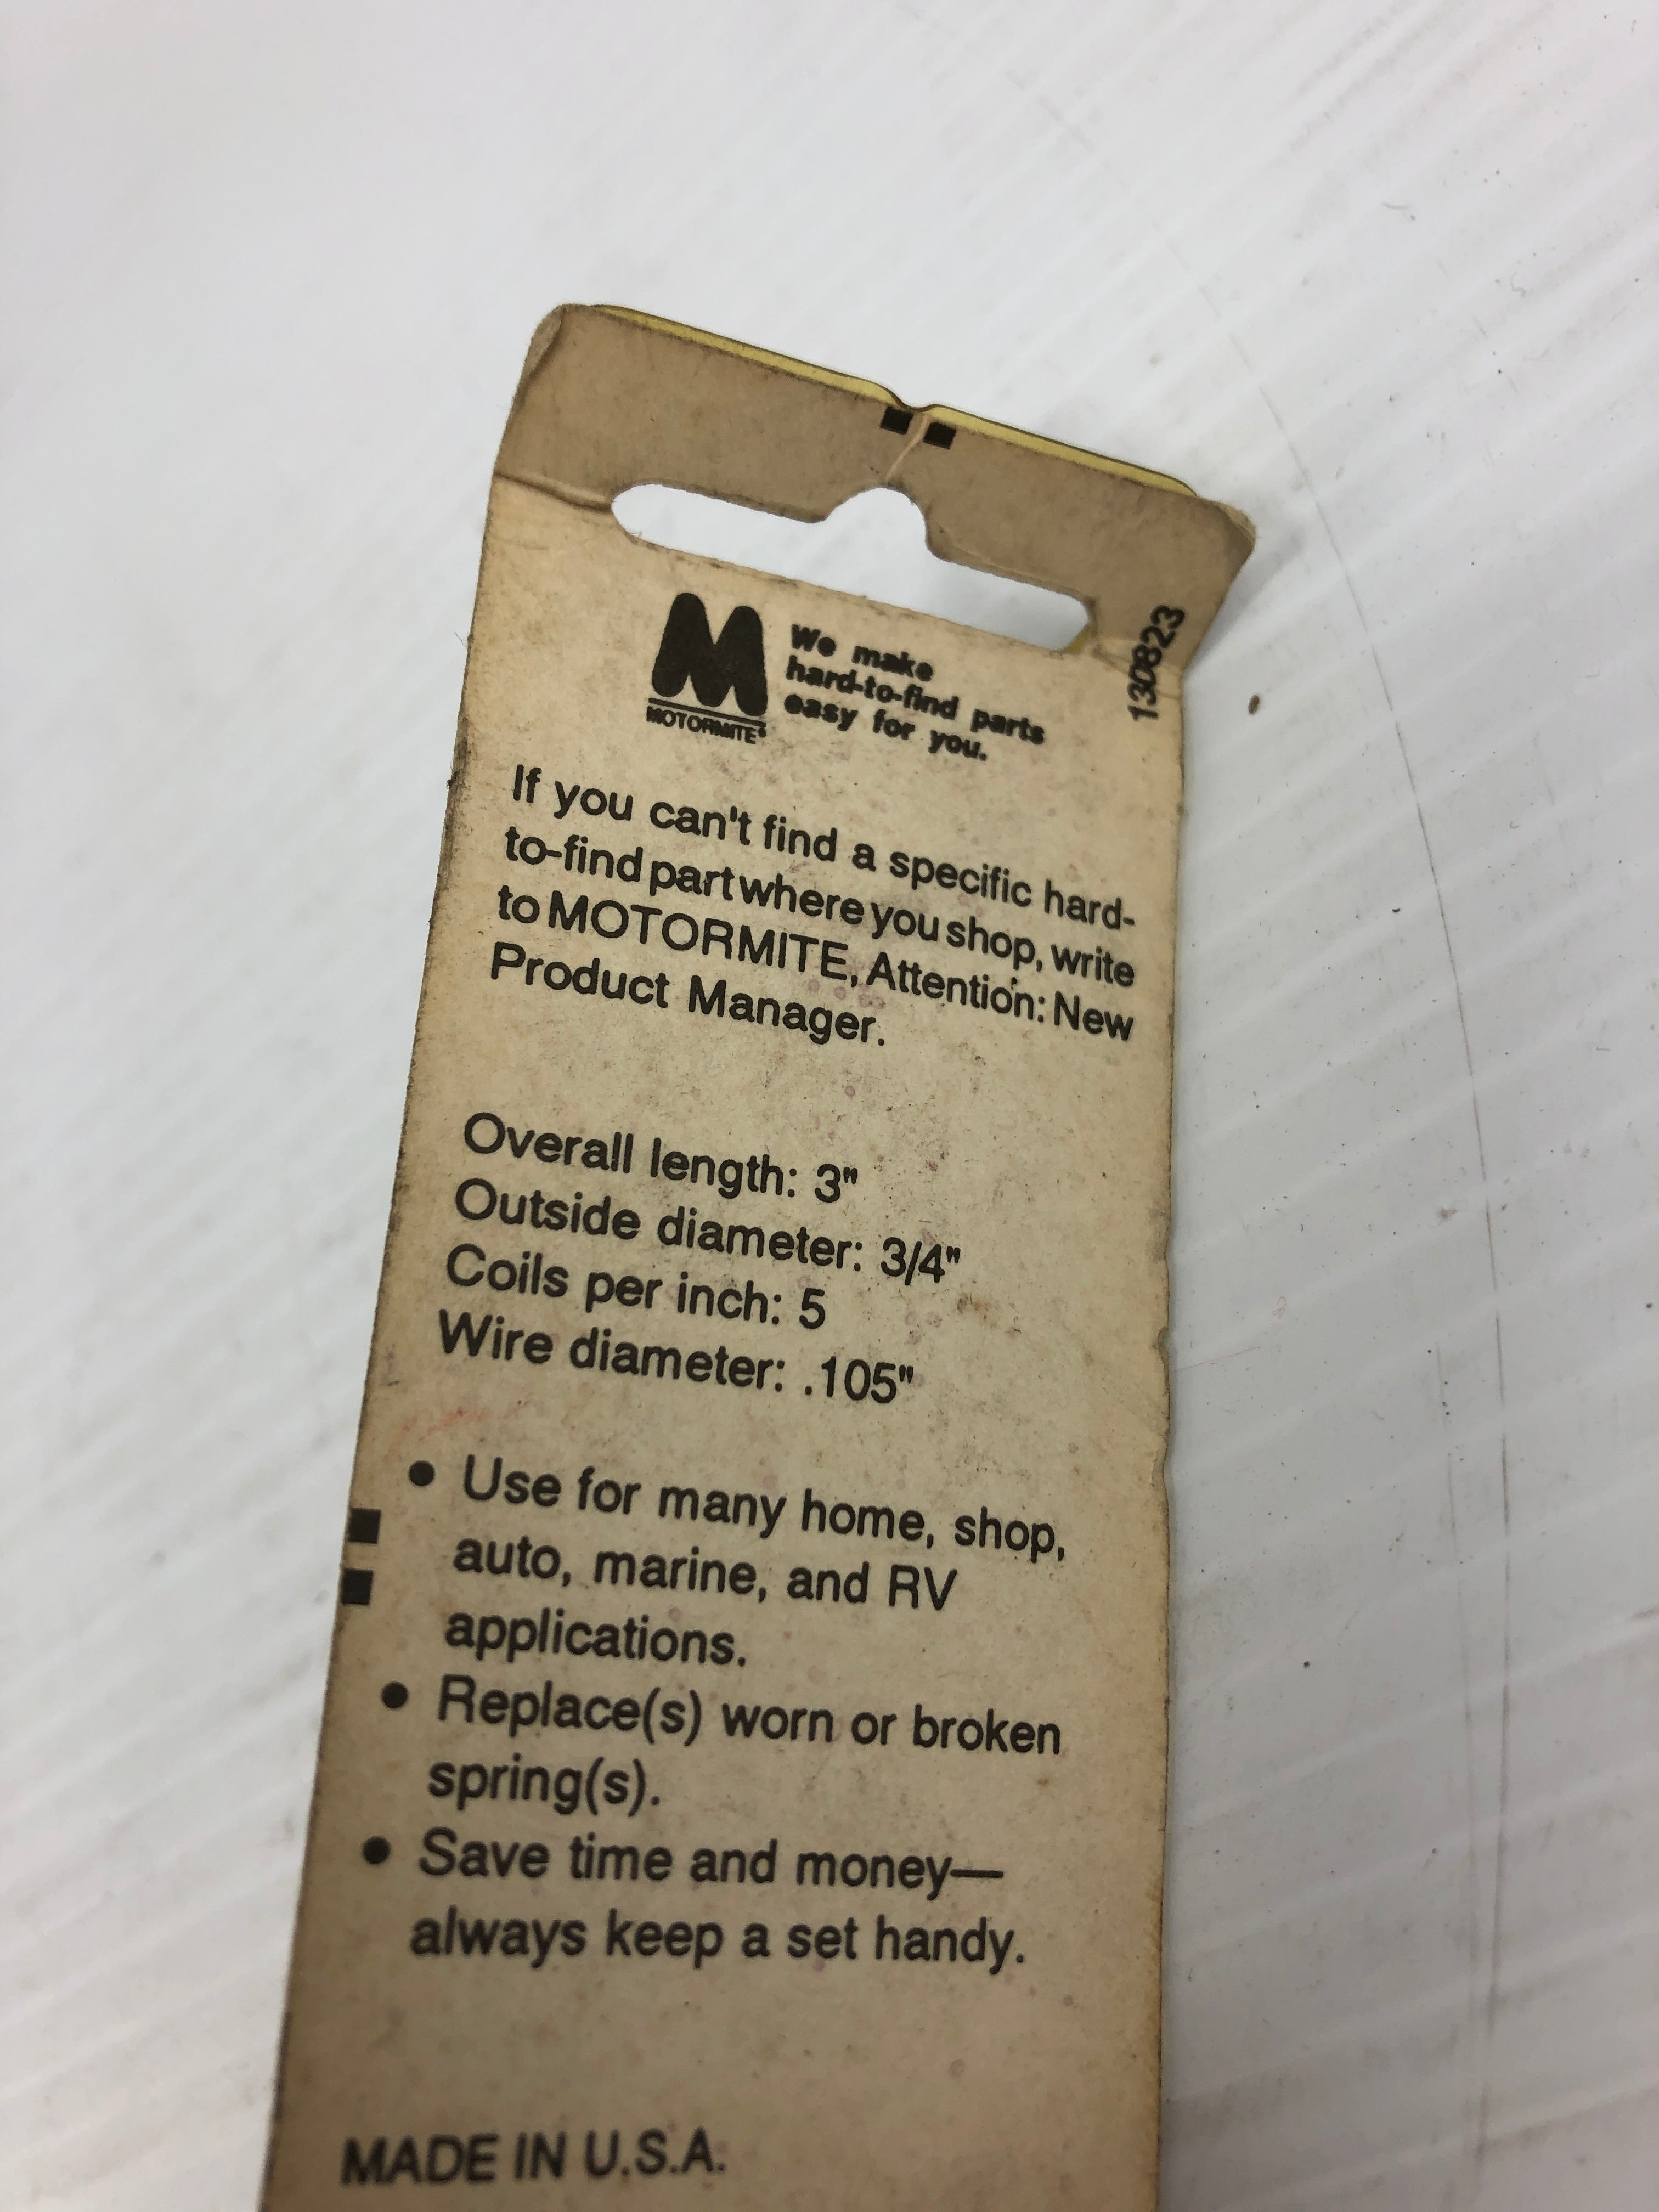 130823
M
MOTORMITE®
We make
hard-to-find parts
easy for you.
If you can't find a specific hard-
to-find part where you shop, write
to MOTORMITE, Attention: New
Product Manager.
Overall length: 3"
Outside diameter: 3/4"
Coils per inch: 5
Wire diameter: .105"
• Use for many home, shop,
auto, marine, and RV
applications.
• Replace(s) worn or broken
spring(s).
• Save time and money—
always keep a set handy.
MADE IN U.S.A.